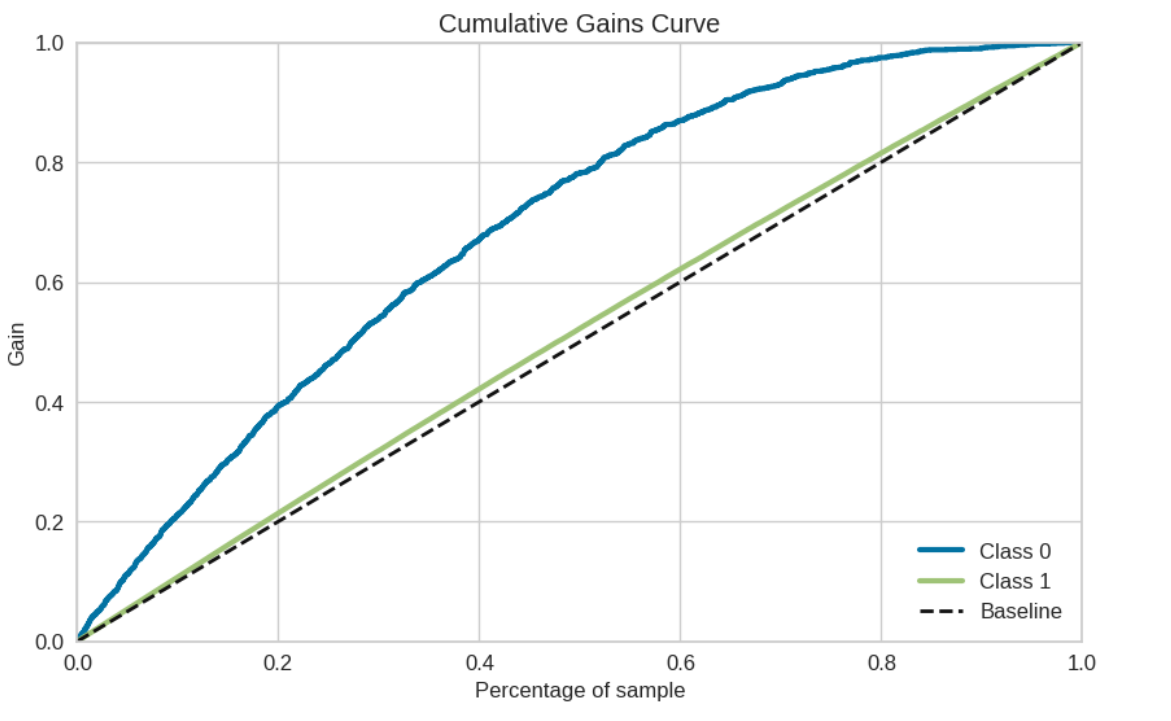 Cumulative Gains Curve
1.0
0.8
0.6
0.4
0.2
0.0
Gain
Class 0
Class 1
Baseline
0.0 0.2 0.4 0.6 0.8 1.0
Percentage of sample